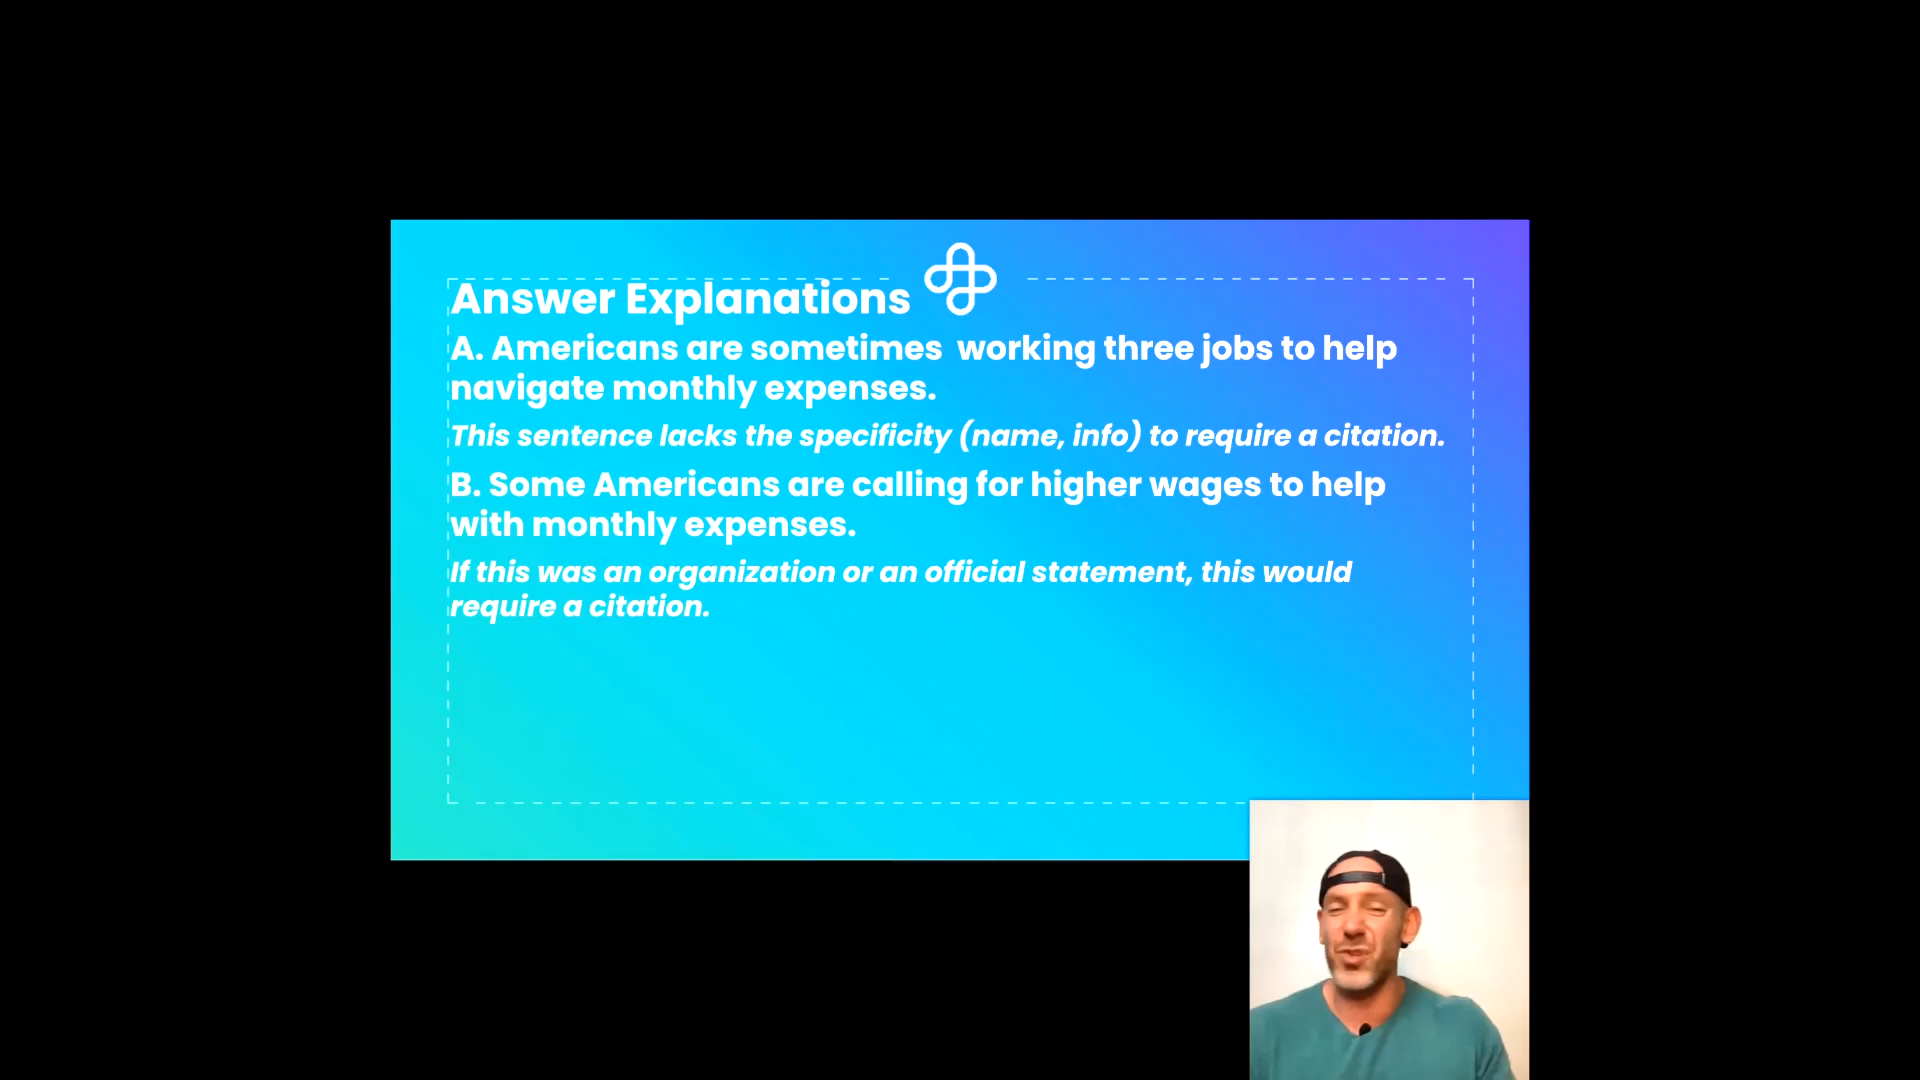 Answer Explanations
A. Americans are sometimes  working three jobs to help
navigate monthly expenses.
This sentence lacks the specificity (name, info) to require a citation.
B. Some Americans are calling for higher wages to help
with monthly expenses.
If this was an organization or an official statement, this would
require a citation.